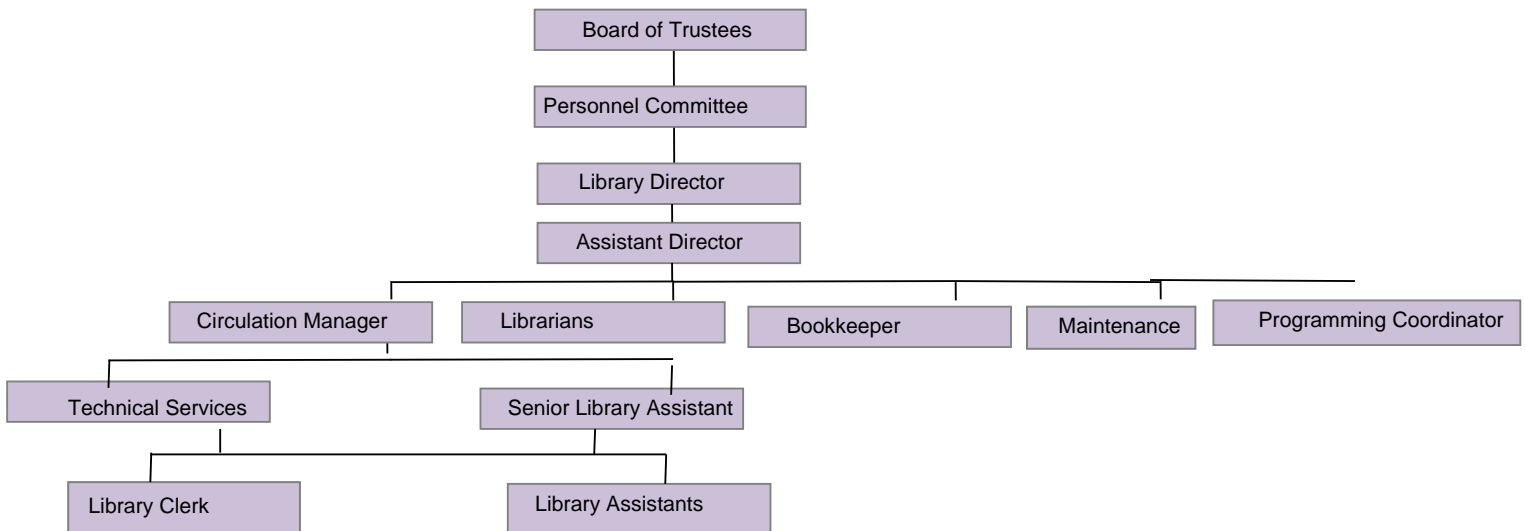 Board of Trustees
Personnel Committee
Library Director
Assistant Director
Circulation Manager
Librarians
Bookkeeper
Maintenance
Programming Coordinator
Technical Services
Senior Library Assistant
Library Clerk
Library Assistants